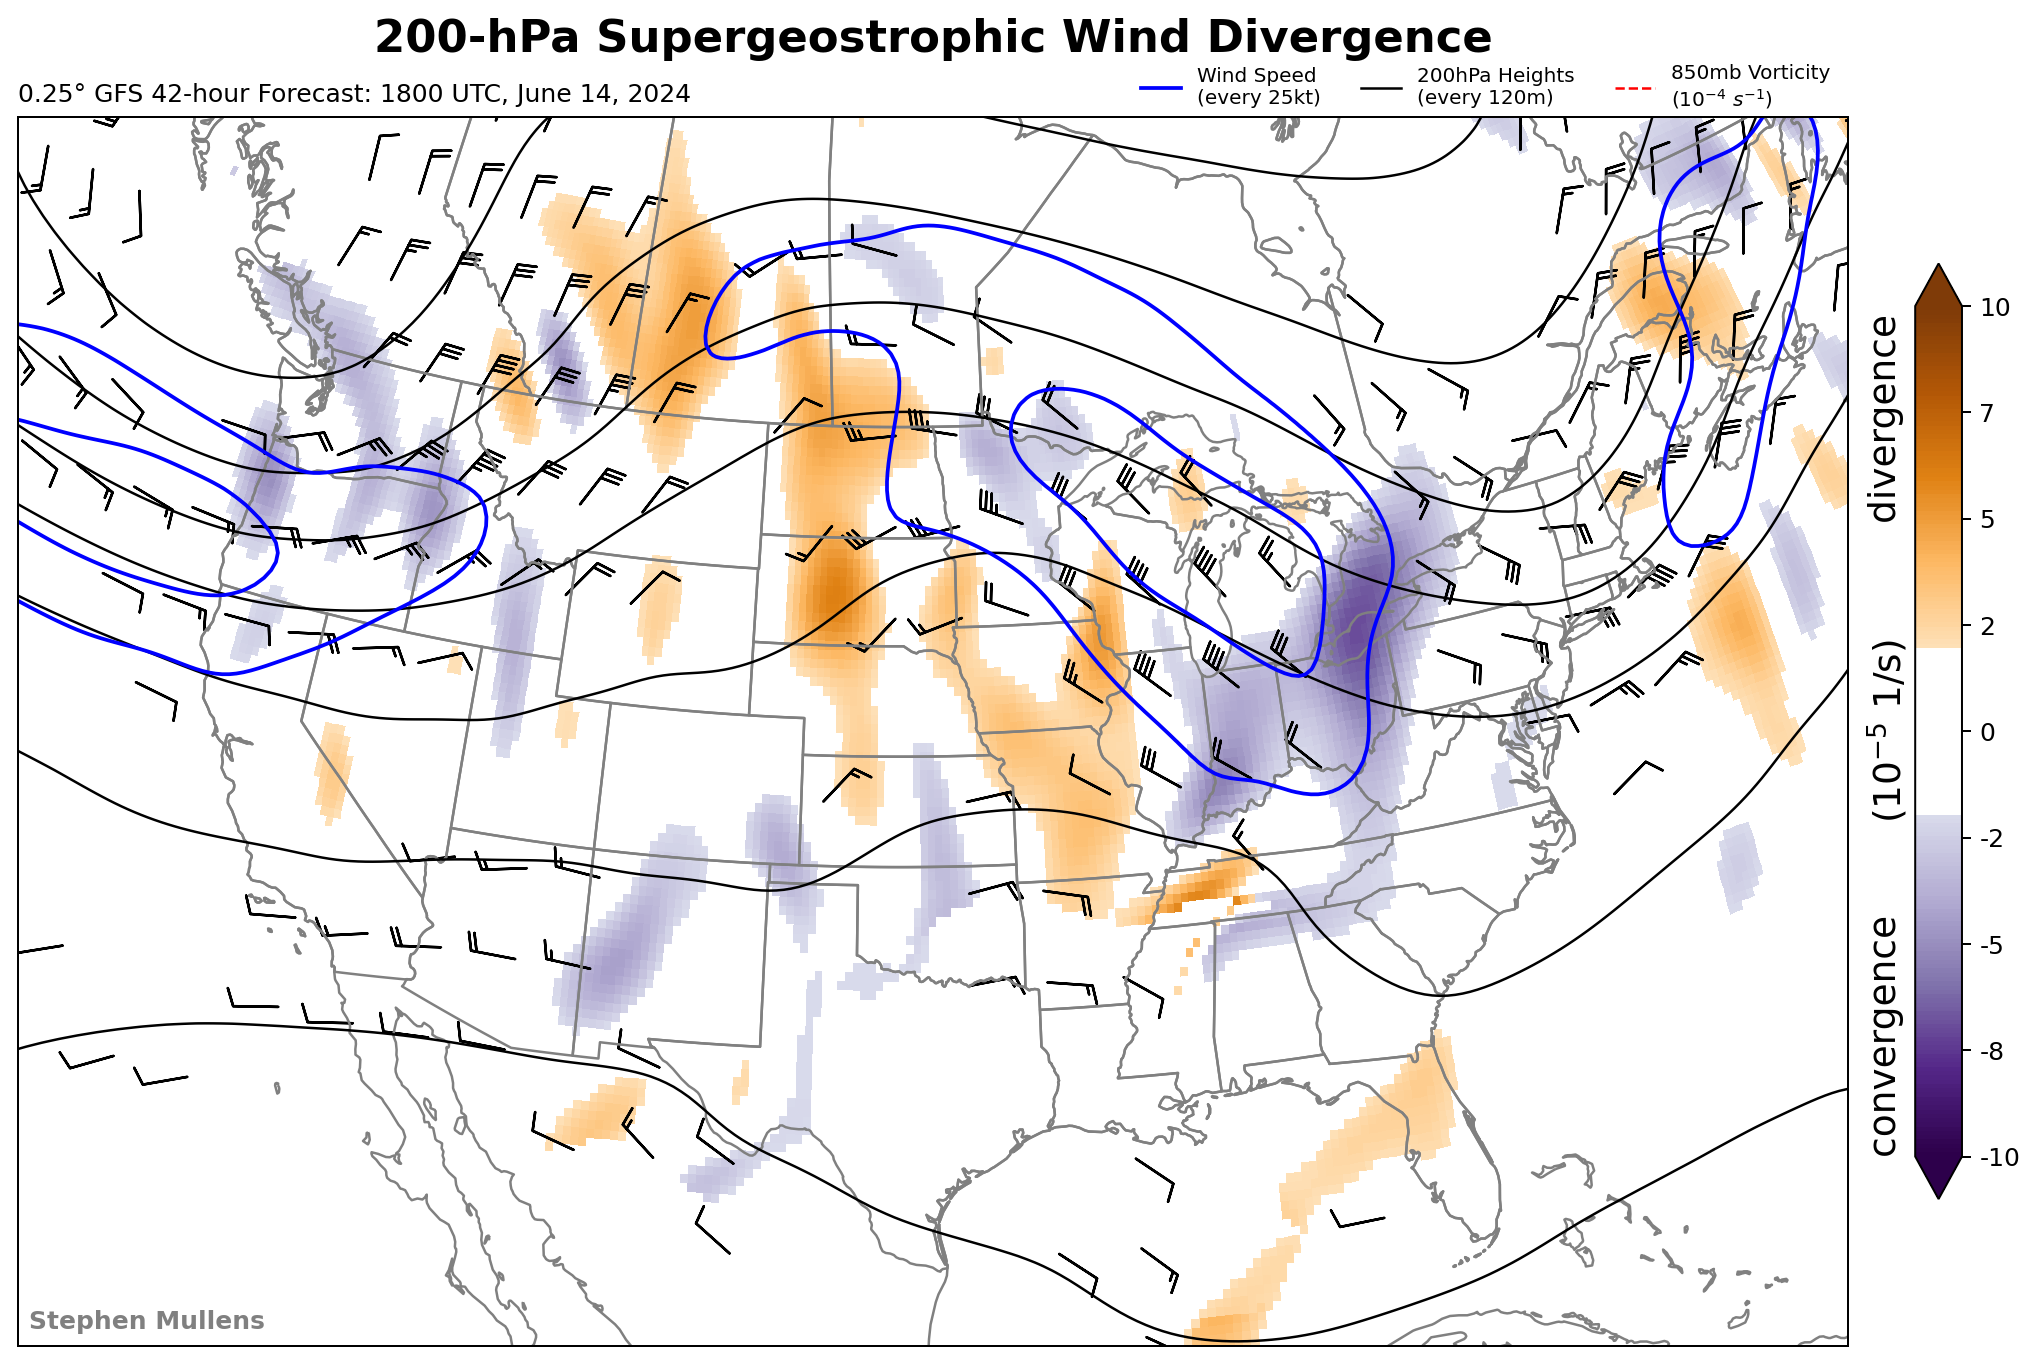 200-hPa Supergeostrophic Wind Divergence
0.25° GFS 42-hour Forecast: 1800 UTC, June 14, 2024
Wind Speed
(every 25kt)
200hPa Heights
(every 120m)
850mb Vorticity
(10⁻⁴ s⁻¹)
10
7
5
2
0
-2
-5
-8
-10
convergence (10⁻⁵ 1/s) divergence
Stephen Mullens